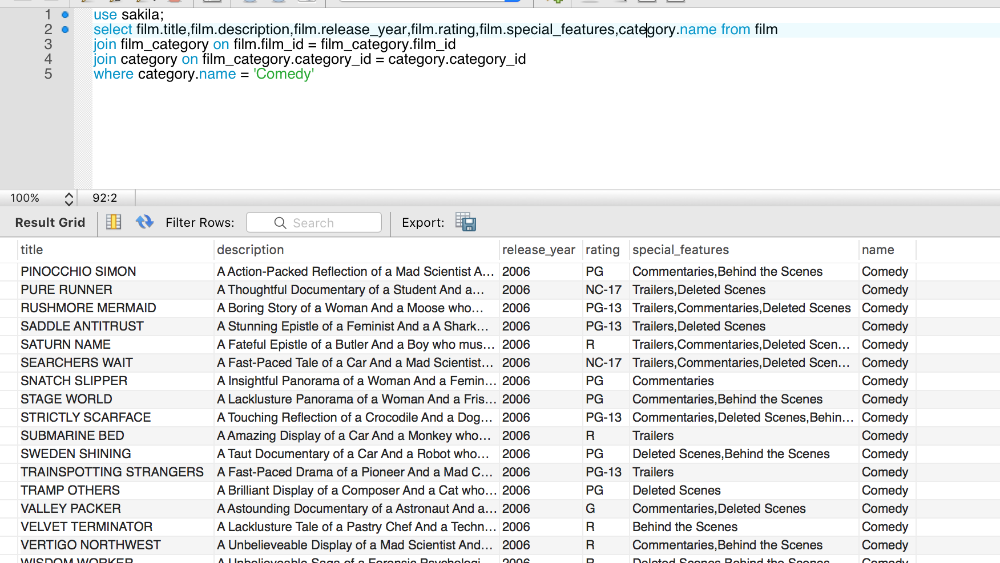 1 use sakila;
2 select film.title,film.description,film.release_year,film.rating,film.special_features,category.name from film
3 join film_category on film.film_id = film_category.film_id
4 join category on film_category.category_id = category.category_id
5 where category.name = 'Comedy'
100% 92:2
Result Grid Filter Rows: Search Export:
title description release_year rating special_features name
PINOCCHIO SIMON A Action-Packed Reflection of a Mad Scientist A... 2006 PG Commentaries,Behind the Scenes Comedy
PURE RUNNER A Thoughtful Documentary of a Student And a... 2006 NC-17 Trailers,Deleted Scenes Comedy
RUSHMORE MERMAID A Boring Story of a Woman And a Moose who... 2006 PG-13 Trailers,Commentaries,Deleted Scenes Comedy
SADDLE ANTITRUST A Stunning Epistle of a Feminist And a A Shark... 2006 PG-13 Trailers,Deleted Scenes Comedy
SATURN NAME A Fateful Epistle of a Butler And a Boy who mus... 2006 R Trailers,Commentaries,Deleted Scen... Comedy
SEARCHERS WAIT A Fast-Paced Tale of a Car And a Mad Scientist... 2006 NC-17 Trailers,Commentaries,Deleted Scen... Comedy
SNATCH SLIPPER A Insightful Panorama of a Woman And a Femin... 2006 PG Commentaries Comedy
STAGE WORLD A Lacklusture Panorama of a Woman And a Fris... 2006 PG Commentaries,Behind the Scenes Comedy
STRICTLY SCARFACE A Touching Reflection of a Crocodile And a Dog... 2006 PG-13 Commentaries,Deleted Scenes,Behin... Comedy
SUBMARINE BED A Amazing Display of a Car And a Monkey who... 2006 R Trailers Comedy
SWEDEN SHINING A Taut Documentary of a Car And a Robot who... 2006 PG Deleted Scenes,Behind the Scenes Comedy
TRAINSPOTTING STRANGERS A Fast-Paced Drama of a Pioneer And a Mad C... 2006 PG-13 Trailers Comedy
TRAMP OTHERS A Brilliant Display of a Composer And a Cat who... 2006 PG Deleted Scenes Comedy
VALLEY PACKER A Astounding Documentary of a Astronaut And a... 2006 G Commentaries,Deleted Scenes Comedy
VELVET TERMINATOR A Lacklusture Tale of a Pastry Chef And a Techn... 2006 R Behind the Scenes Comedy
VERTIGO NORTHWEST A Unbelieveable Display of a Mad Scientist And... 2006 R Commentaries,Behind the Scenes Comedy
WISDOM WORKER A Unbelieveable Saga of a Forensic Psychologi... 2006 R Deleted Scenes,Behind the Scenes Comedy